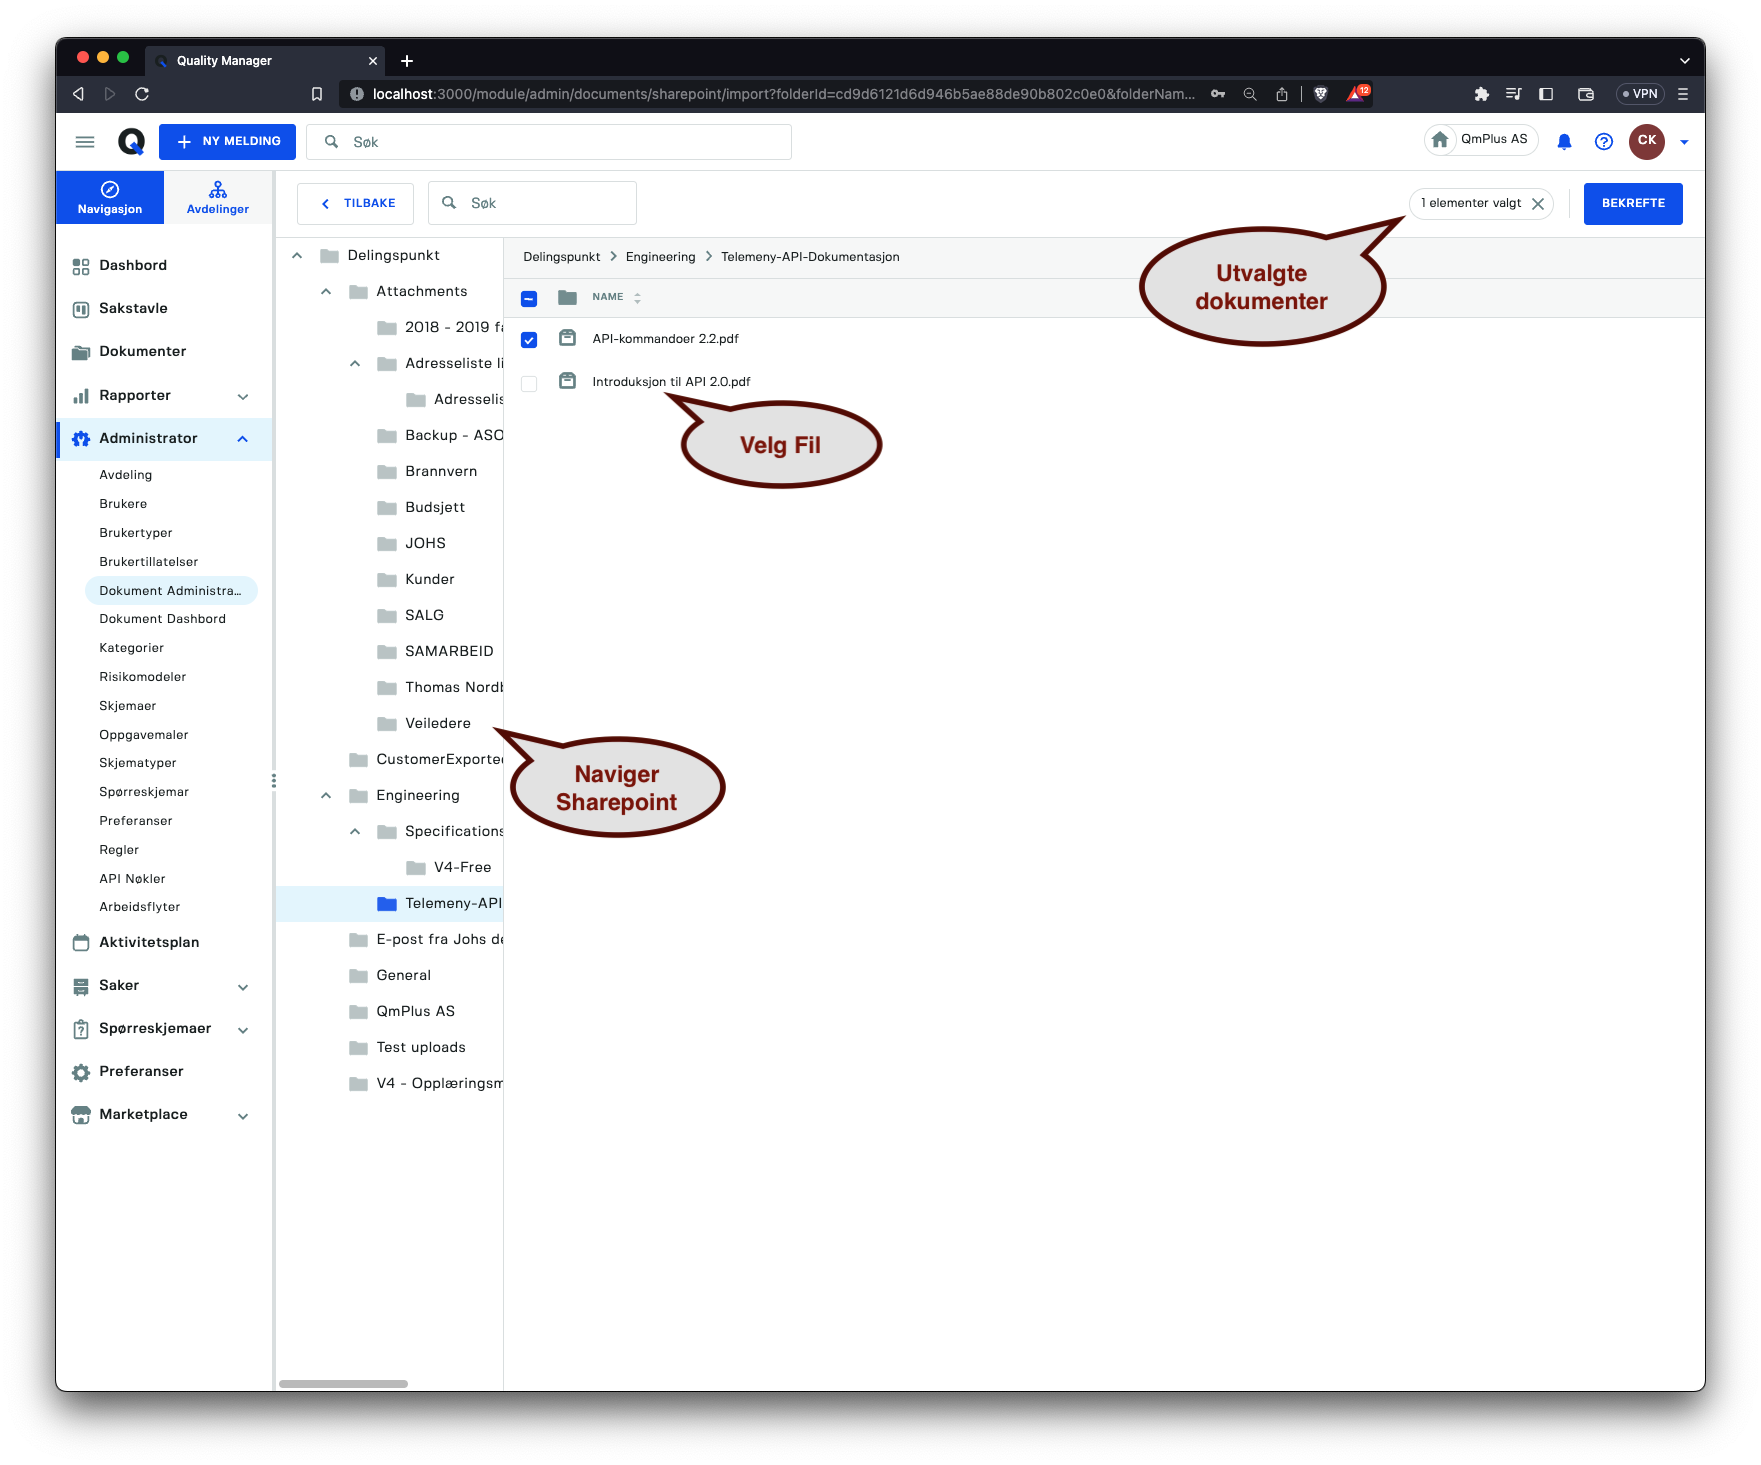 Quality Manager
localhost:3000/module/admin/documents/sharepoint/import?folderId=cd9d6121d6d946b5ae88de90b802c0e0&folderNam...
12
VPN
NY MELDING
Søk
QmPlus AS
CK
Navigasjon
Avdelinger
TILBAKE
Søk
1 elementer valgt
BEKREFTE
Dashbord
Sakstavle
Dokumenter
Rapporter
Administrator
Avdeling
Brukere
Brukertyper
Brukertillatelser
Dokument Administra...
Dokument Dashbord
Kategorier
Risikomodeler
Skjemaer
Oppgavemaler
Skjematyper
Spørreskjemar
Preferanser
Regler
API Nøkler
Arbeidsflyter
Aktivitetsplan
Saker
Spørreskjemaer
Preferanser
Marketplace
Delingspunkt
Attachments
2018 - 2019 fa
Adresseliste li
Adresselis
Backup - ASO
Brannvern
Budsjett
JOHS
Kunder
SALG
SAMARBEID
Thomas Nordb
Veiledere
CustomerExported
Engineering
Specifications
V4-Free
Telemeny-API
E-post fra Johs de
General
QmPlus AS
Test uploads
V4 - Opplæringsm
Delingspunkt > Engineering > Telemeny-API-Dokumentasjon
NAME
API-kommandoer 2.2.pdf
Introduksjon til API 2.0.pdf
Utvalgte
dokumenter
Velg Fil
Naviger
Sharepoint